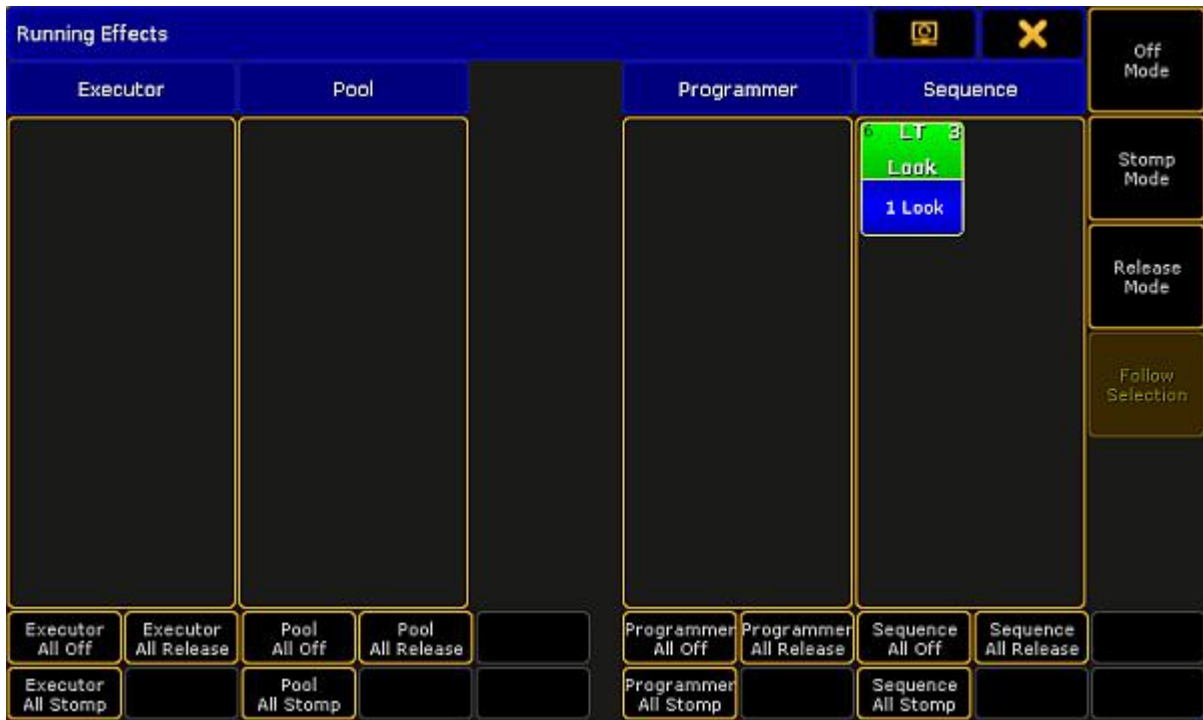 Running Effects
Off
Mode
Executor
Pool
Programmer
Sequence
6 LT 3
Look
1 Look
Stomp
Mode
Release
Mode
Follow
Selection
Executor
All Off
Executor
All Release
Pool
All Off
Pool
All Release
Programmer
All Off
Programmer
All Release
Sequence
All Off
Sequence
All Release
Executor
All Stomp
Pool
All Stomp
Programmer
All Stomp
Sequence
All Stomp